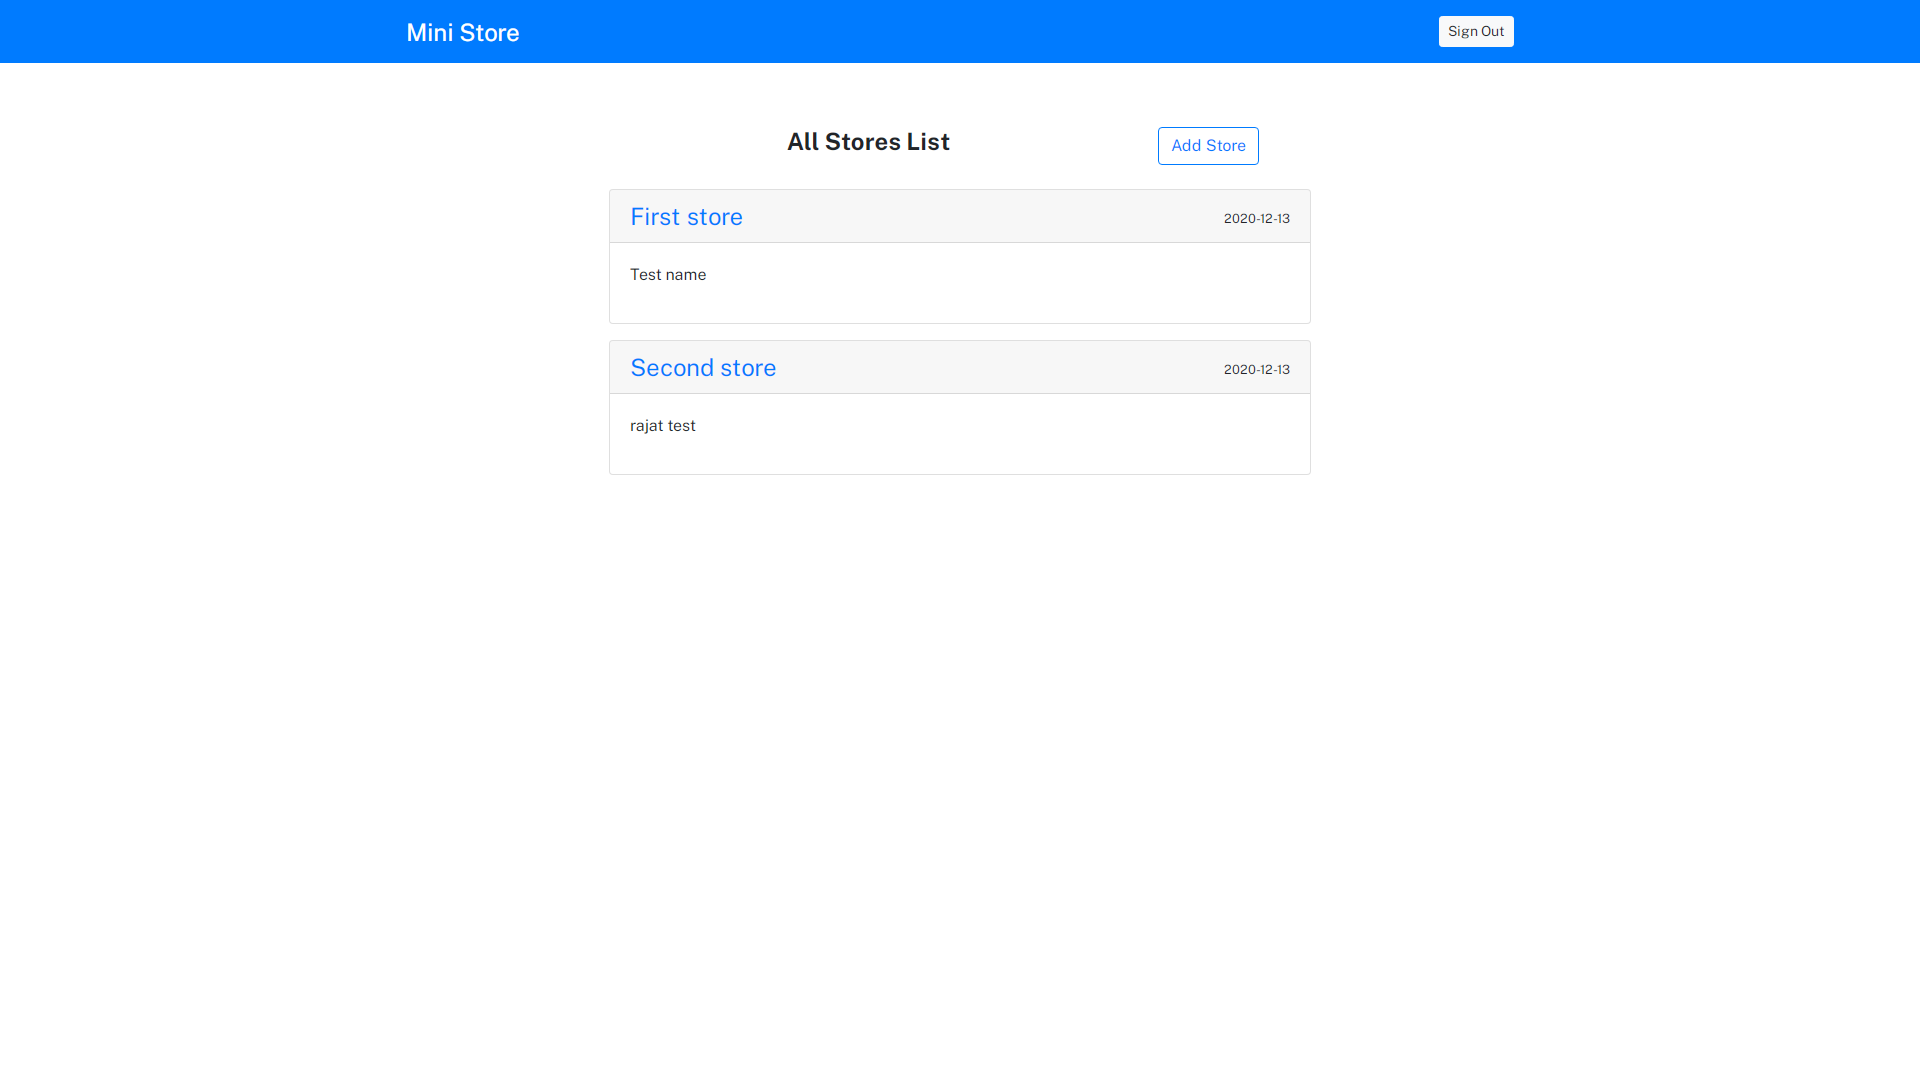 Mini Store
Sign Out
All Stores List
Add Store
First store
2020-12-13
Test name
Second store
2020-12-13
rajat test